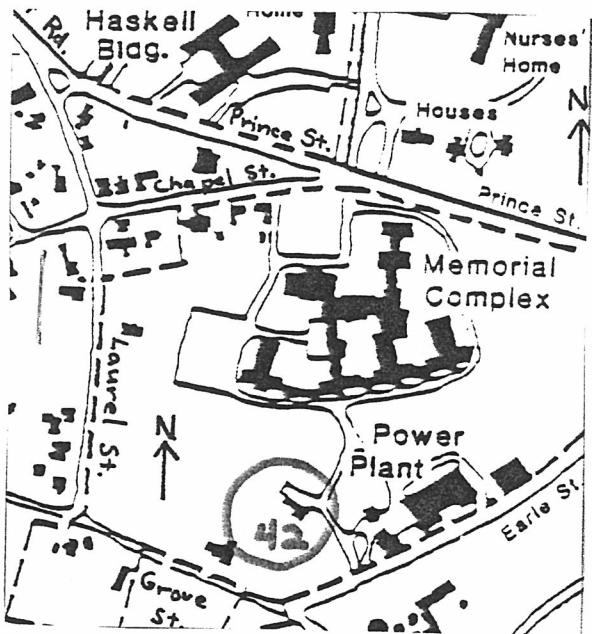 Rd.
Haskell
Bldg.
Home
Nurses'
Home
N
Houses
Prince St.
Chapel St.
Prince St.
Memorial
Complex
Laurel St.
N
Power
Plant
42
Earle St
Grove
St.